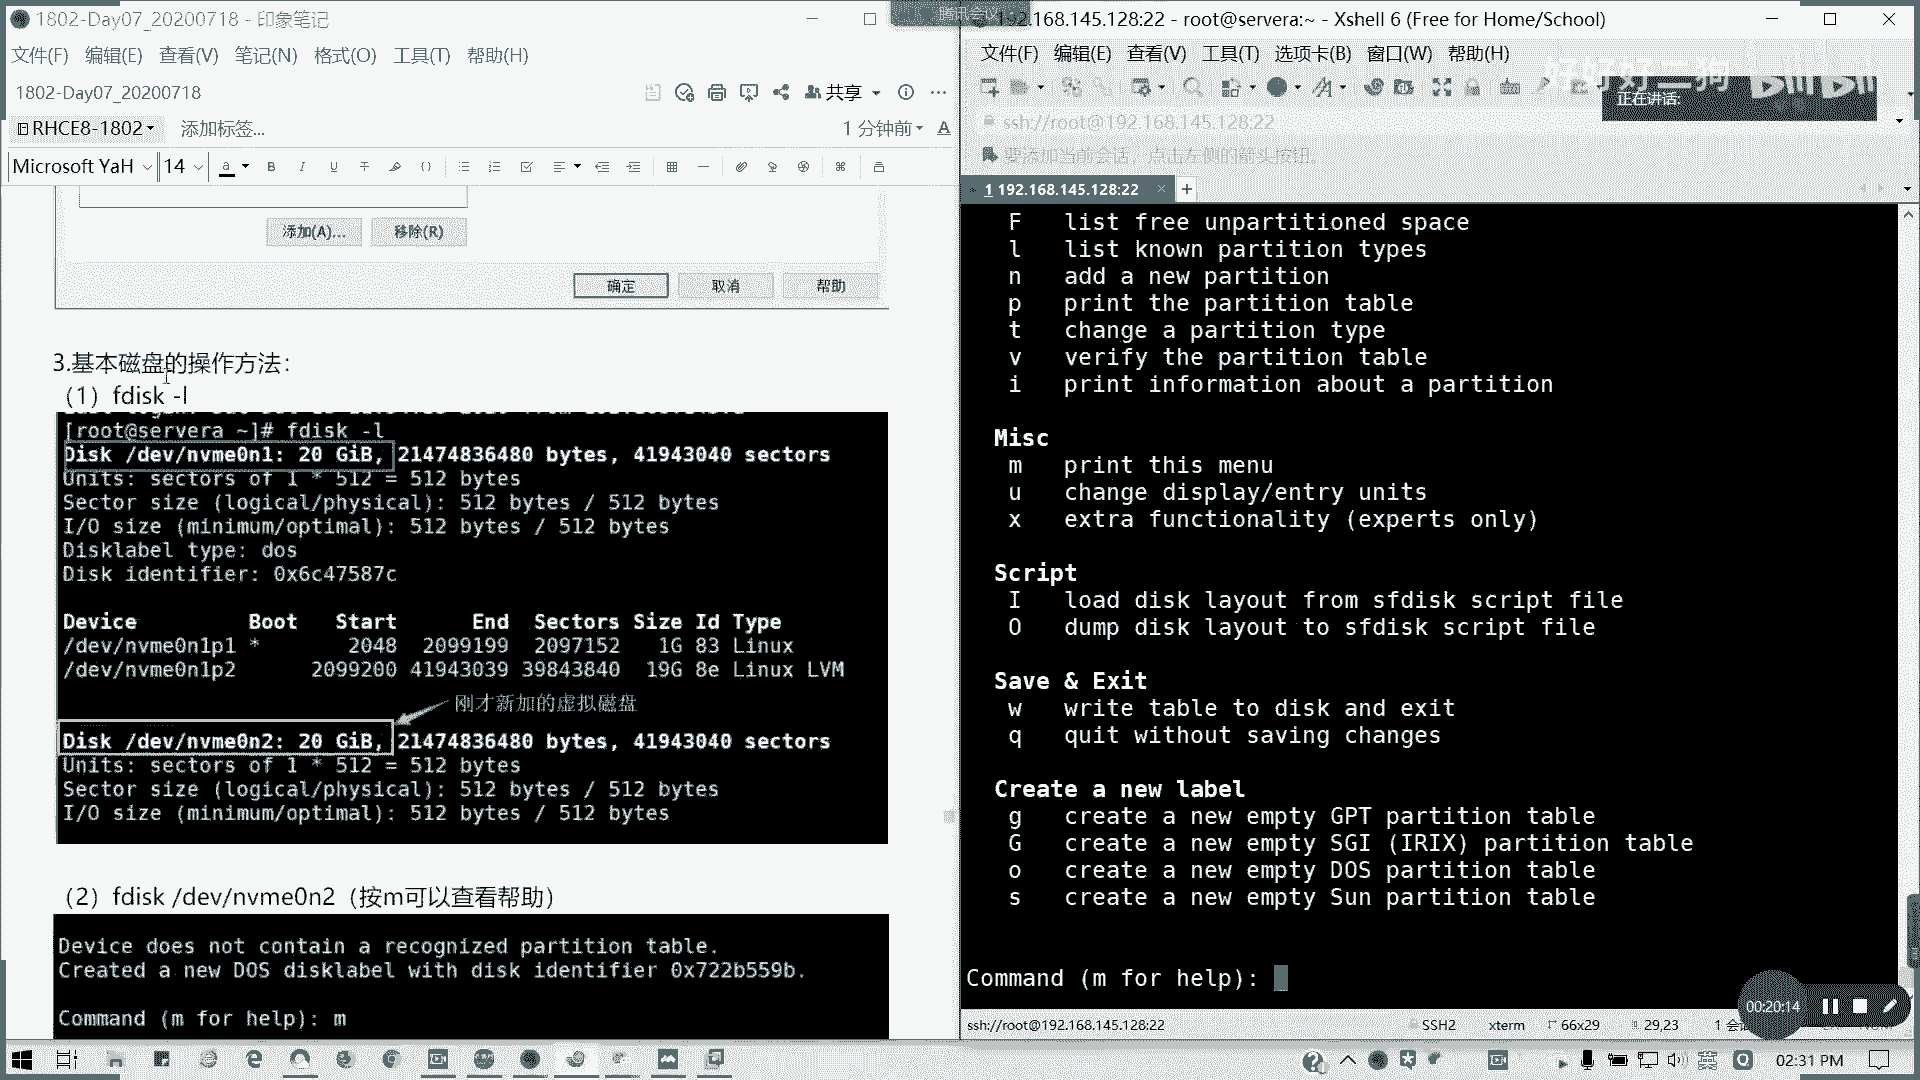 1802-Day07_20200718 - 印象笔记
文件(F) 编辑(E) 查看(V) 笔记(N) 格式(O) 工具(T) 帮助(H)
1802-Day07_20200718
共享
RHCE8-1802 添加标签...
1 分钟前
Microsoft YaH 14
添加(A)... 移除(R)
确定 取消 帮助
3.基本磁盘的操作方法：
（1）fdisk -l
[root@servera ~]# fdisk -l
Disk /dev/nvme0n1: 20 GiB, 21474836480 bytes, 41943040 sectors
Units: sectors of 1 * 512 = 512 bytes
Sector size (logical/physical): 512 bytes / 512 bytes
I/O size (minimum/optimal): 512 bytes / 512 bytes
Disklabel type: dos
Disk identifier: 0x6c47587c
Device Boot Start End Sectors Size Id Type
/dev/nvme0n1p1 * 2048 2099199 2097152 1G 83 Linux
/dev/nvme0n1p2 2099200 41943039 39843840 19G 8e Linux LVM
刚才新加的虚拟磁盘
Disk /dev/nvme0n2: 20 GiB, 21474836480 bytes, 41943040 sectors
Units: sectors of 1 * 512 = 512 bytes
Sector size (logical/physical): 512 bytes / 512 bytes
I/O size (minimum/optimal): 512 bytes / 512 bytes
（2）fdisk /dev/nvme0n2（按m可以查看帮助）
Device does not contain a recognized partition table.
Created a new DOS disklabel with disk identifier 0x722b559b.
Command (m for help): m
腾讯会议
192.168.145.128:22 - root@servera:~ - Xshell 6 (Free for Home/School)
文件(F) 编辑(E) 查看(V) 工具(T) 选项卡(B) 窗口(W) 帮助(H)
好好好二狗
bilibili
正在讲话:
ssh://root@192.168.145.128:22
要添加当前会话，点击左侧的箭头按钮。
1 192.168.145.128:22
F list free unpartitioned space
l list known partition types
n add a new partition
p print the partition table
t change a partition type
v verify the partition table
i print information about a partition
Misc
m print this menu
u change display/entry units
x extra functionality (experts only)
Script
I load disk layout from sfdisk script file
O dump disk layout to sfdisk script file
Save & Exit
w write table to disk and exit
q quit without saving changes
Create a new label
g create a new empty GPT partition table
G create a new empty SGI (IRIX) partition table
o create a new empty DOS partition table
s create a new empty Sun partition table
Command (m for help):
00:20:14
ssh://root@192.168.145.128:22 SSH2 xterm 66x29 29,23
英
02:31 PM